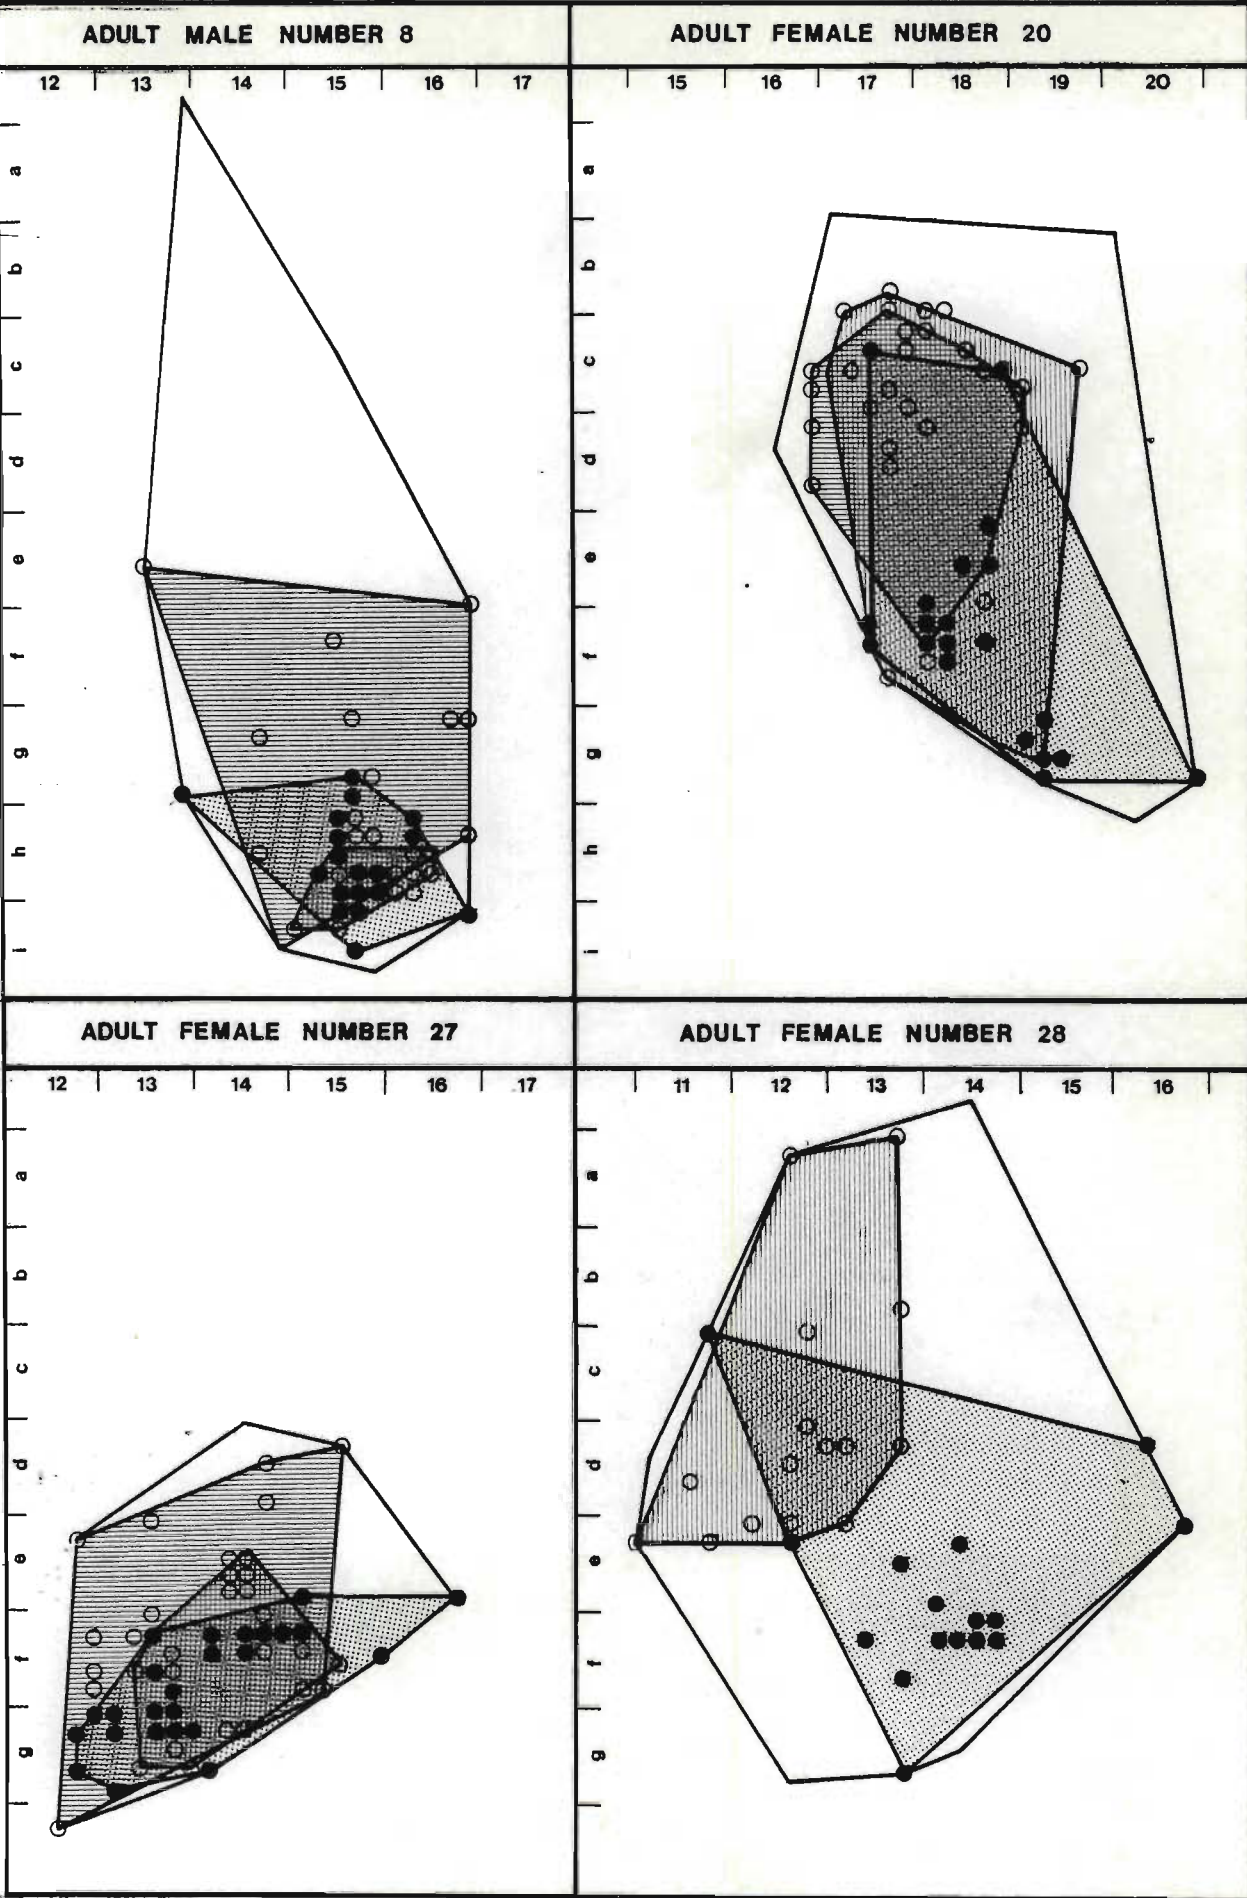 ADULT MALE NUMBER 8
12 | 13 | 14 | 15 | 16 | 17
a
b
c
d
e
f
g
h
i
ADULT FEMALE NUMBER 20
| 15 | 16 | 17 | 18 | 19 | 20 |
a
b
c
d
e
f
g
h
i
ADULT FEMALE NUMBER 27
12 | 13 | 14 | 15 | 16 | 17
a
b
c
d
e
f
g
ADULT FEMALE NUMBER 28
| 11 | 12 | 13 | 14 | 15 | 16 |
a
b
c
d
e
f
g